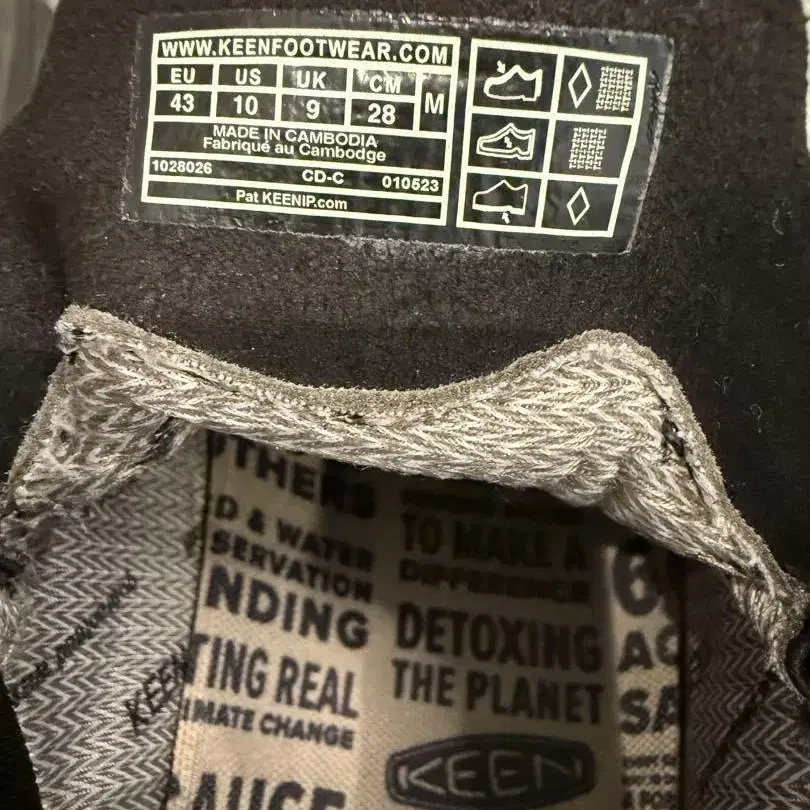 WWW.KEENFOOTWEAR.COM
EU US UK CM M
43 10 9 28
MADE IN CAMBODIA
Fabriqué au Cambodge
1028026 CD-C 010523
Pat KEENIP.com
THERS
D & WATER
SERVATION
NDING
TING REAL
IMATE CHANGE
TO MAKE A
DIFFERENCE
DETOXING
THE PLANET
KEEN
AC
SA
KEEN